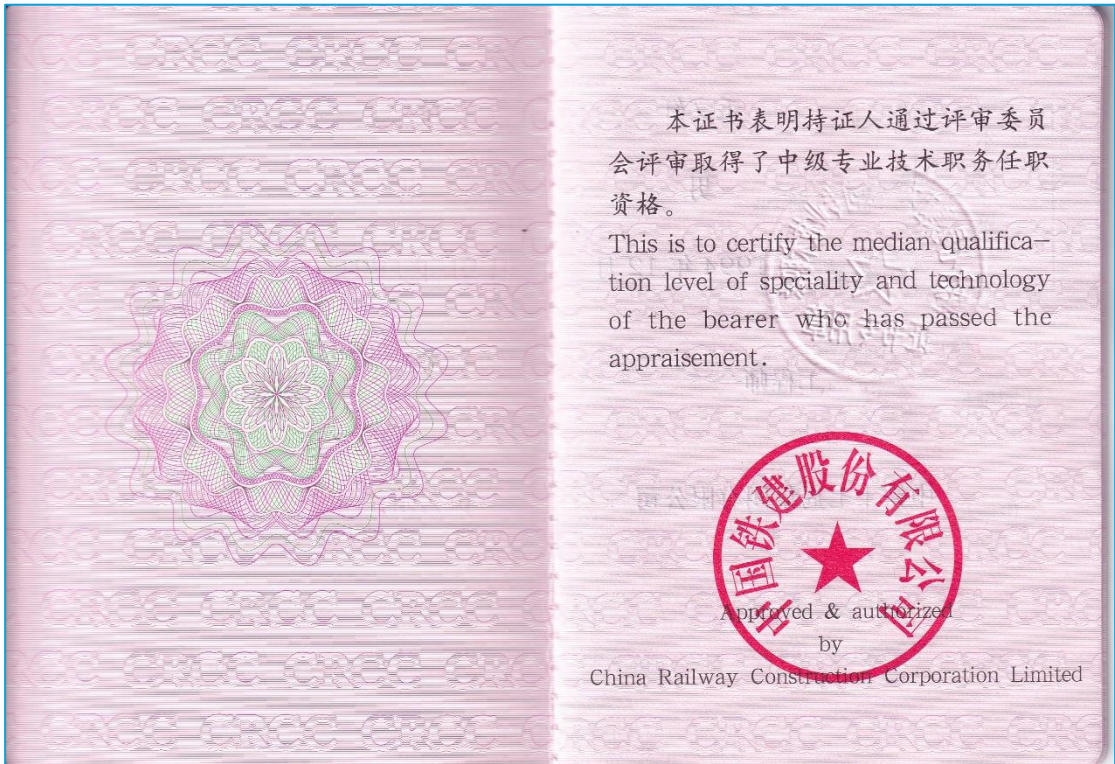 本证书表明持证人通过评审委员
会评审取得了中级专业技术职务任职
资格。
This is to certify the median qualifica—
tion level of speciality and technology
of the bearer who has passed the
appraisement.
中国铁建股份有限公司
Approved & authorized
by
China Railway Construction Corporation Limited
CRCC CRCC CRCC